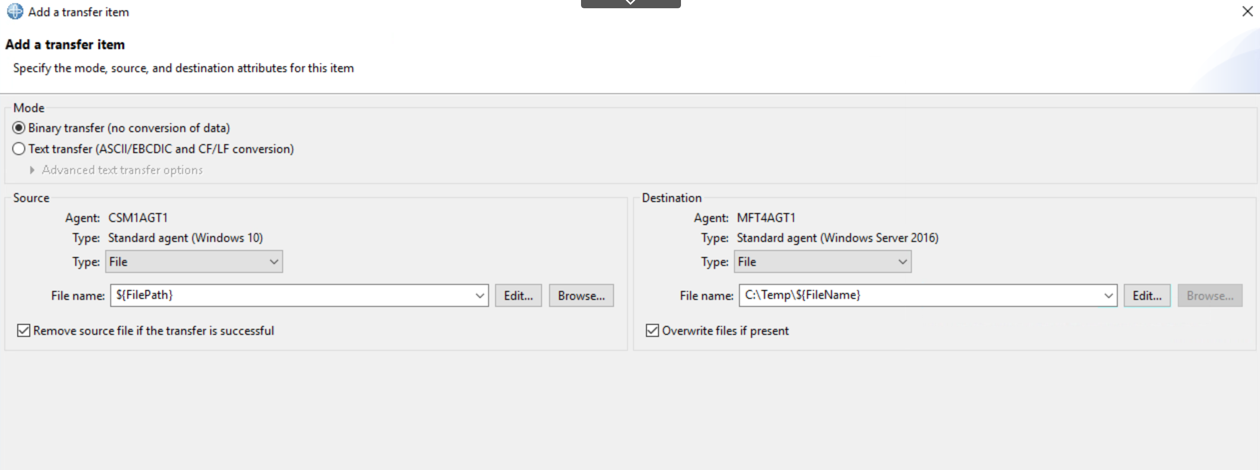 Add a transfer item
Add a transfer item
Specify the mode, source, and destination attributes for this item
Mode
Binary transfer (no conversion of data)
Text transfer (ASCII/EBCDIC and CF/LF conversion)
Advanced text transfer options
Source
Agent: CSM1AGT1
Type: Standard agent (Windows 10)
Type: File
File name: ${FilePath} Edit... Browse...
Remove source file if the transfer is successful
Destination
Agent: MFT4AGT1
Type: Standard agent (Windows Server 2016)
Type: File
File name: C:\Temp\${FileName} Edit... Browse...
Overwrite files if present